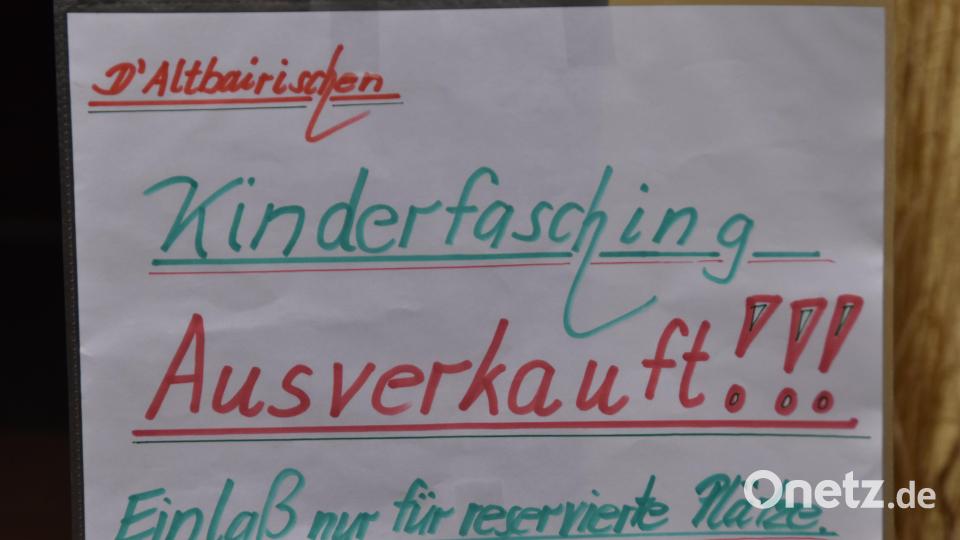 D'Altbairischen
Kinderfasching
Ausverkauft!!!
Einlaß nur für reservierte Plätze.
Onetz.de